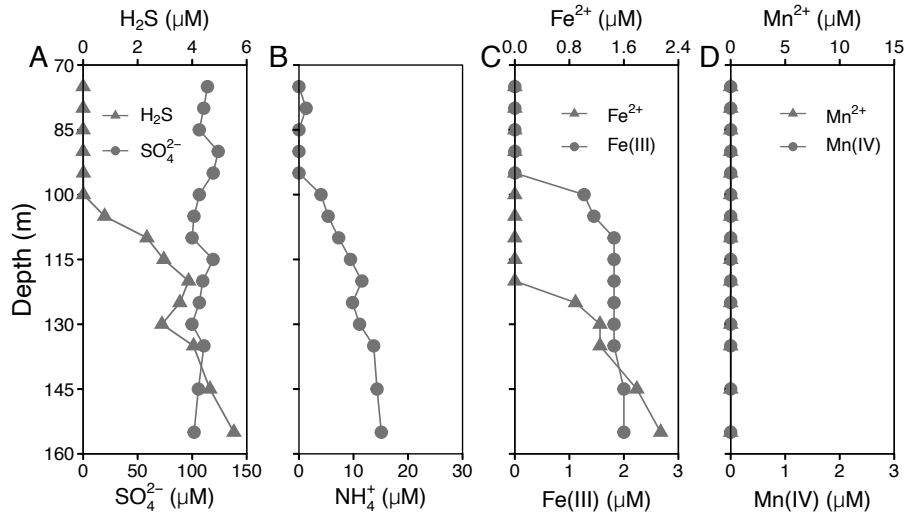 H₂S (μM)
Fe²⁺ (μM)
Mn²⁺ (μM)
0 2 4 6
0.0 0.8 1.6 2.4
0 5 10 15
A B C D
70
85
100
115
130
145
160
Depth (m)
H₂S
SO₄²⁻
Fe²⁺
Fe(III)
Mn²⁺
Mn(IV)
0 50 100 150
0 10 20 30
0 1 2 3
0 1 2 3
SO₄²⁻ (μM)
NH₄⁺ (μM)
Fe(III) (μM)
Mn(IV) (μM)